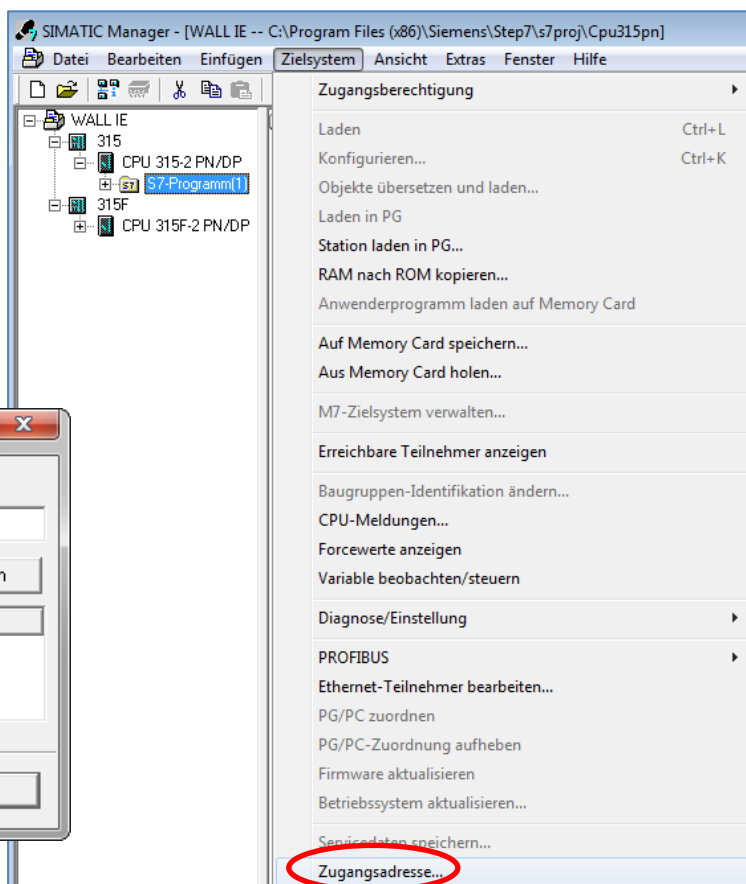 SIMATIC Manager - [WALL IE -- C:\Program Files (x86)\Siemens\Step7\s7proj\Cpu315pn]
Datei Bearbeiten Einfügen Zielsystem Ansicht Extras Fenster Hilfe
WALL IE
315
CPU 315-2 PN/DP
S7-Programm(1)
315F
CPU 315F-2 PN/DP
Zugangsberechtigung
Laden Ctrl+L
Konfigurieren... Ctrl+K
Objekte übersetzen und laden...
Laden in PG
Station laden in PG...
RAM nach ROM kopieren...
Anwenderprogramm laden auf Memory Card
Auf Memory Card speichern...
Aus Memory Card holen...
M7-Zielsystem verwalten...
Erreichbare Teilnehmer anzeigen
Baugruppen-Identifikation ändern...
CPU-Meldungen...
Forcewerte anzeigen
Variable beobachten/steuern
Diagnose/Einstellung
PROFIBUS
Ethernet-Teilnehmer bearbeiten...
PG/PC zuordnen
PG/PC-Zuordnung aufheben
Firmware aktualisieren
Betriebssystem aktualisieren...
Servicedaten speichern...
Zugangsadresse...